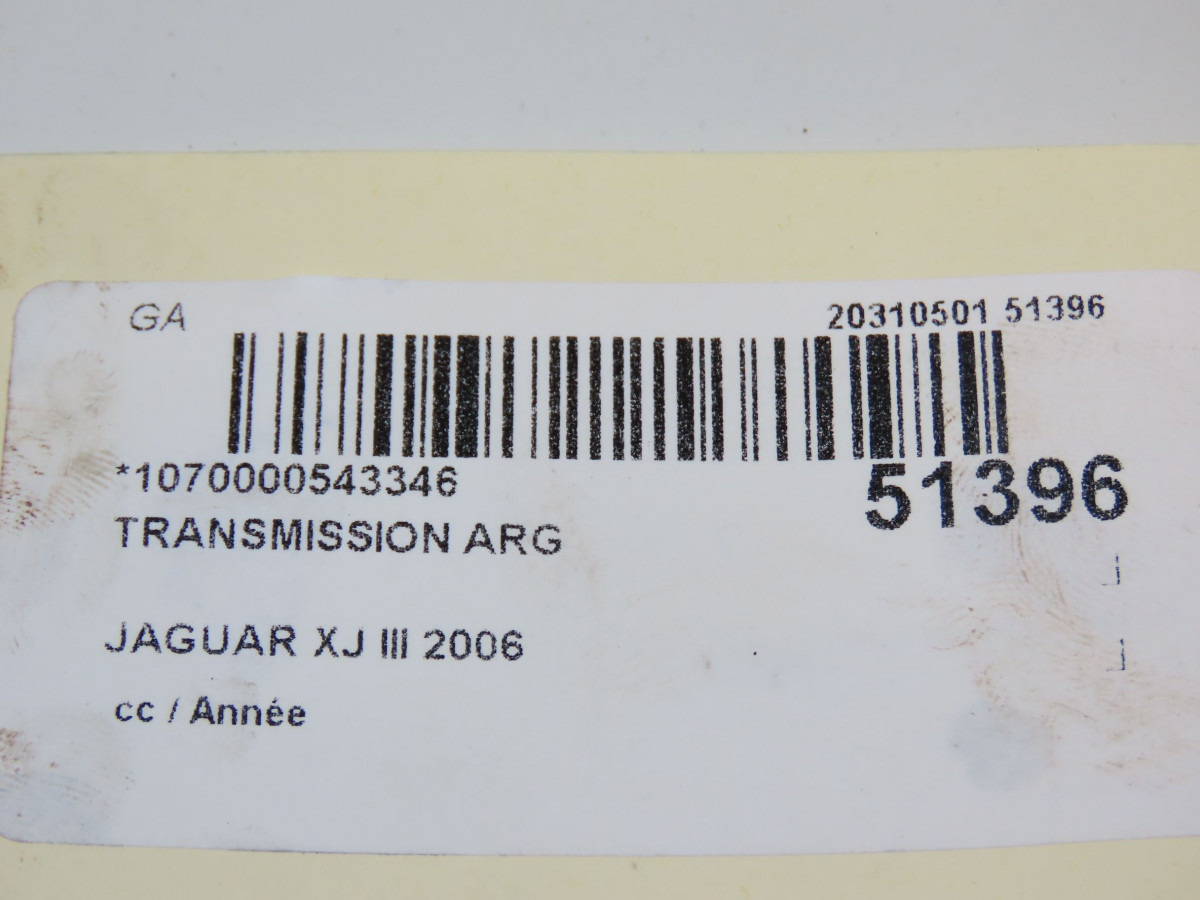 GA
20310501 51396
*1070000543346
51396
TRANSMISSION ARG
JAGUAR XJ III 2006
cc / Année